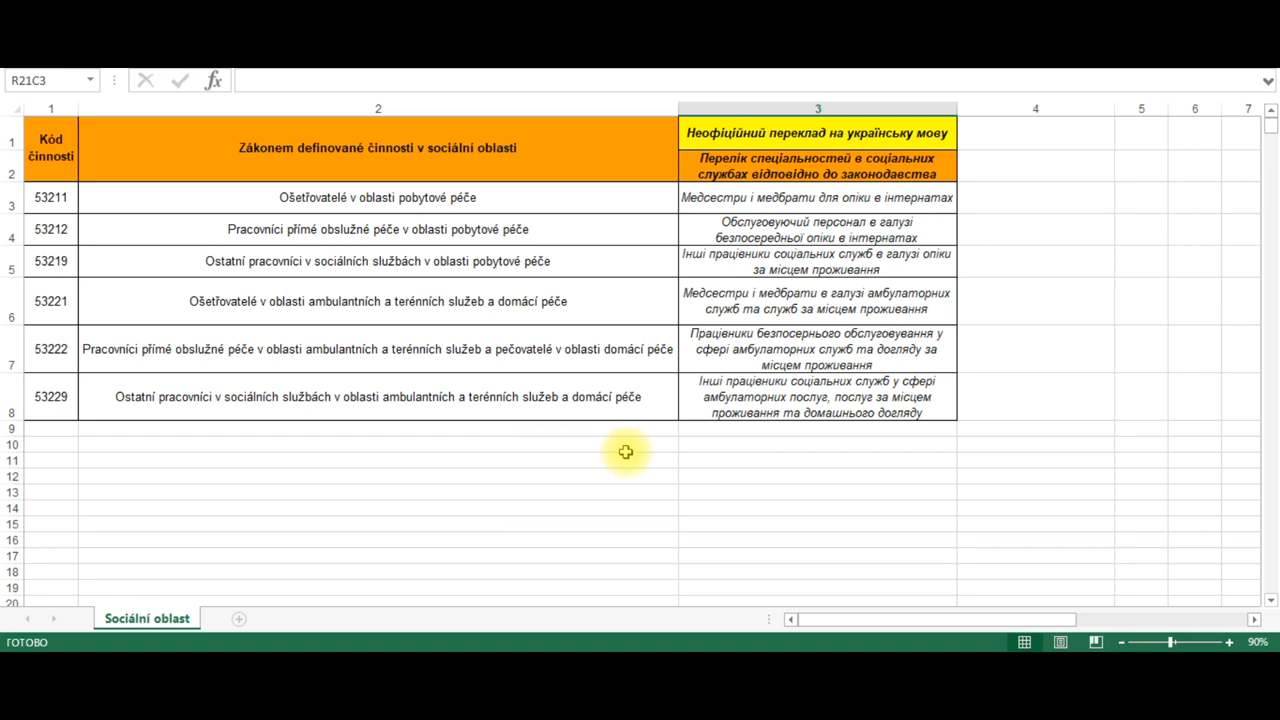 R21C3
fx
1 2 3 4 5 6 7
1
Kód
činnosti
Zákonem definované činnosti v sociální oblasti
Неофіційний переклад на українську мову
2
Перелік спеціальностей в соціальних
службах відповідно до законодавства
3
53211
Ošetřovatelé v oblasti pobytové péče
Медсестри і медбрати для опіки в інтернатах
4
53212
Pracovníci přímé obslužné péče v oblasti pobytové péče
Обслуговуючий персонал в галузі
безпосередньої опіки в інтернатах
5
53219
Ostatní pracovníci v sociálních službách v oblasti pobytové péče
Інші працівники соціальних служб в галузі опіки
за місцем проживання
6
53221
Ošetřovatelé v oblasti ambulantních a terénních služeb a domácí péče
Медсестри і медбрати в галузі амбулаторних
служб та служб за місцем проживання
7
53222
Pracovníci přímé obslužné péče v oblasti ambulantních a terénních služeb a pečovatelé v oblasti domácí péče
Працівники безпосернього обслуговування у
сфері амбулаторних служб та догляду за
місцем проживання
8
53229
Ostatní pracovníci v sociálních službách v oblasti ambulantních a terénních služeb a domácí péče
Інші працівники соціальних служб у сфері
амбулаторних послуг, послуг за місцем
проживання та домашнього догляду
9
10
11
12
13
14
15
16
17
18
19
20
Sociální oblast
ГОТОВО
90%